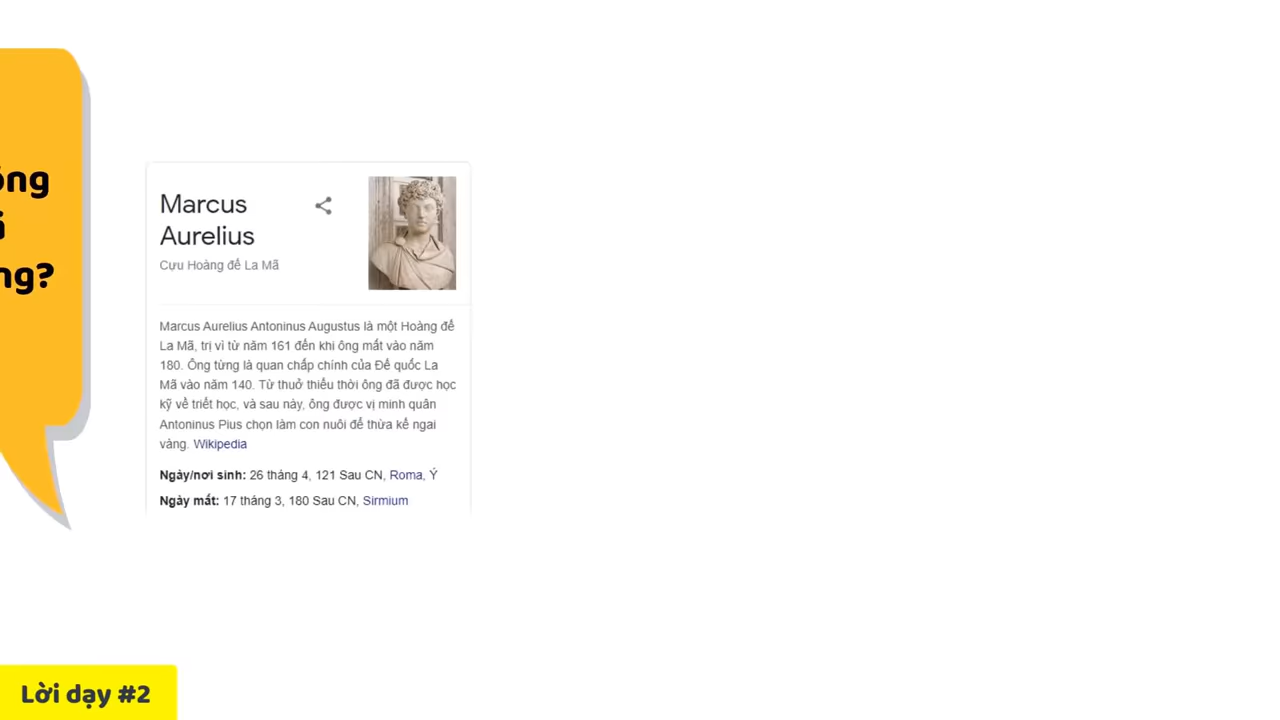 ng?
Marcus
Aurelius
Cựu Hoàng đế La Mã
Marcus Aurelius Antoninus Augustus là một Hoàng đế
La Mã, trị vì từ năm 161 đến khi ông mất vào năm
180. Ông từng là quan chấp chính của Đế quốc La
Mã vào năm 140. Từ thuở thiếu thời ông đã được học
kỹ về triết học, và sau này, ông được vị minh quân
Antoninus Pius chọn làm con nuôi để thừa kế ngai
vàng. Wikipedia
Ngày/nơi sinh: 26 tháng 4, 121 Sau CN, Roma, Ý
Ngày mất: 17 tháng 3, 180 Sau CN, Sirmium
Lời dạy #2